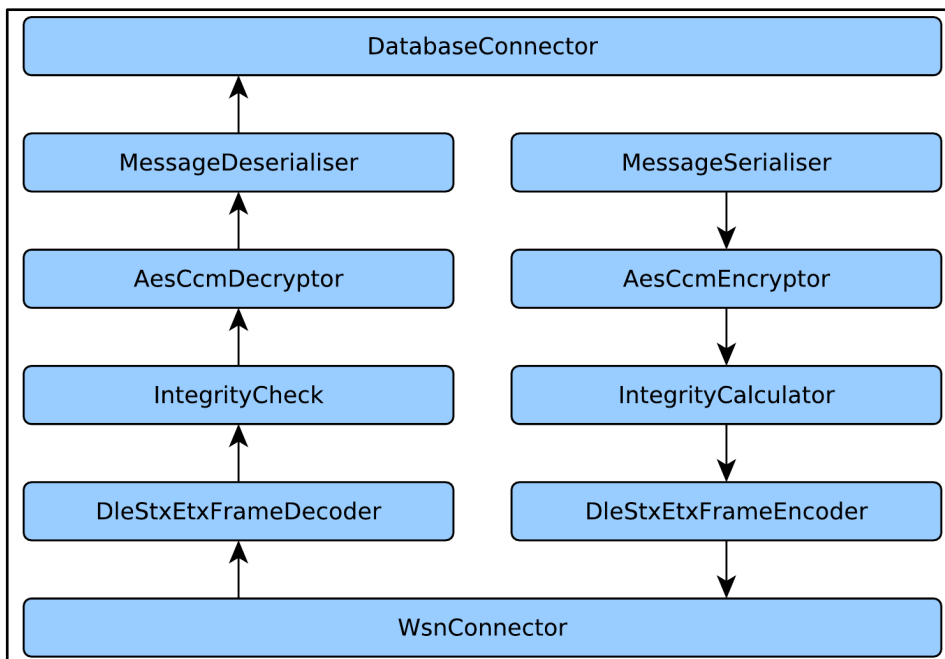 DatabaseConnector
MessageDeserialiser
MessageSerialiser
AesCcmDecryptor
AesCcmEncryptor
IntegrityCheck
IntegrityCalculator
DleStxEtxFrameDecoder
DleStxEtxFrameEncoder
WsnConnector